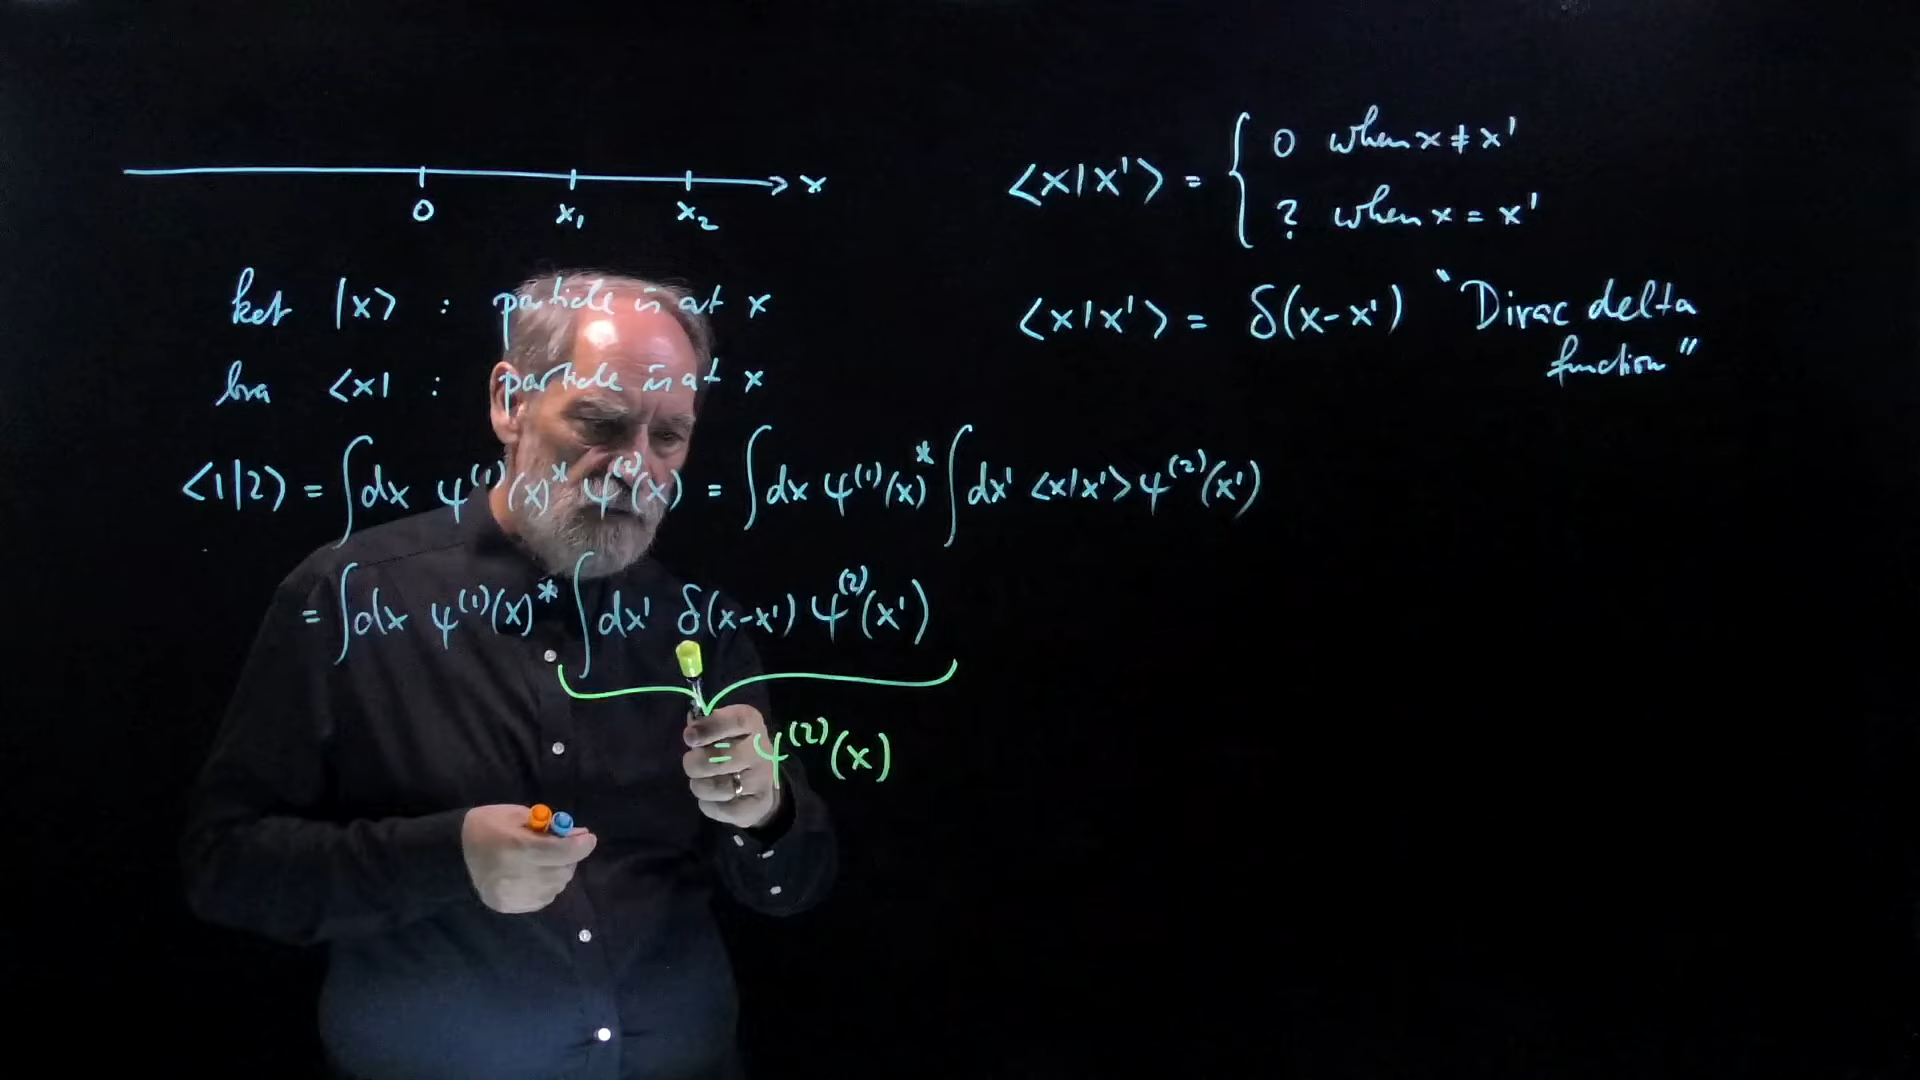 0 x₁ x₂ x
ket |x⟩ : particle is at x
bra ⟨x| : particle is at x
⟨1|2⟩ = ∫dx ψ⁽¹⁾(x)* ψ⁽²⁾(x) = ∫dx ψ⁽¹⁾(x)* ∫dx' ⟨x|x'⟩ ψ⁽²⁾(x')
= ∫dx ψ⁽¹⁾(x)* ∫dx' δ(x-x') ψ⁽²⁾(x')
= ψ⁽²⁾(x)
⟨x|x'⟩ = { 0 when x ≠ x'
? when x = x'
⟨x|x'⟩ = δ(x-x') "Dirac delta
function"